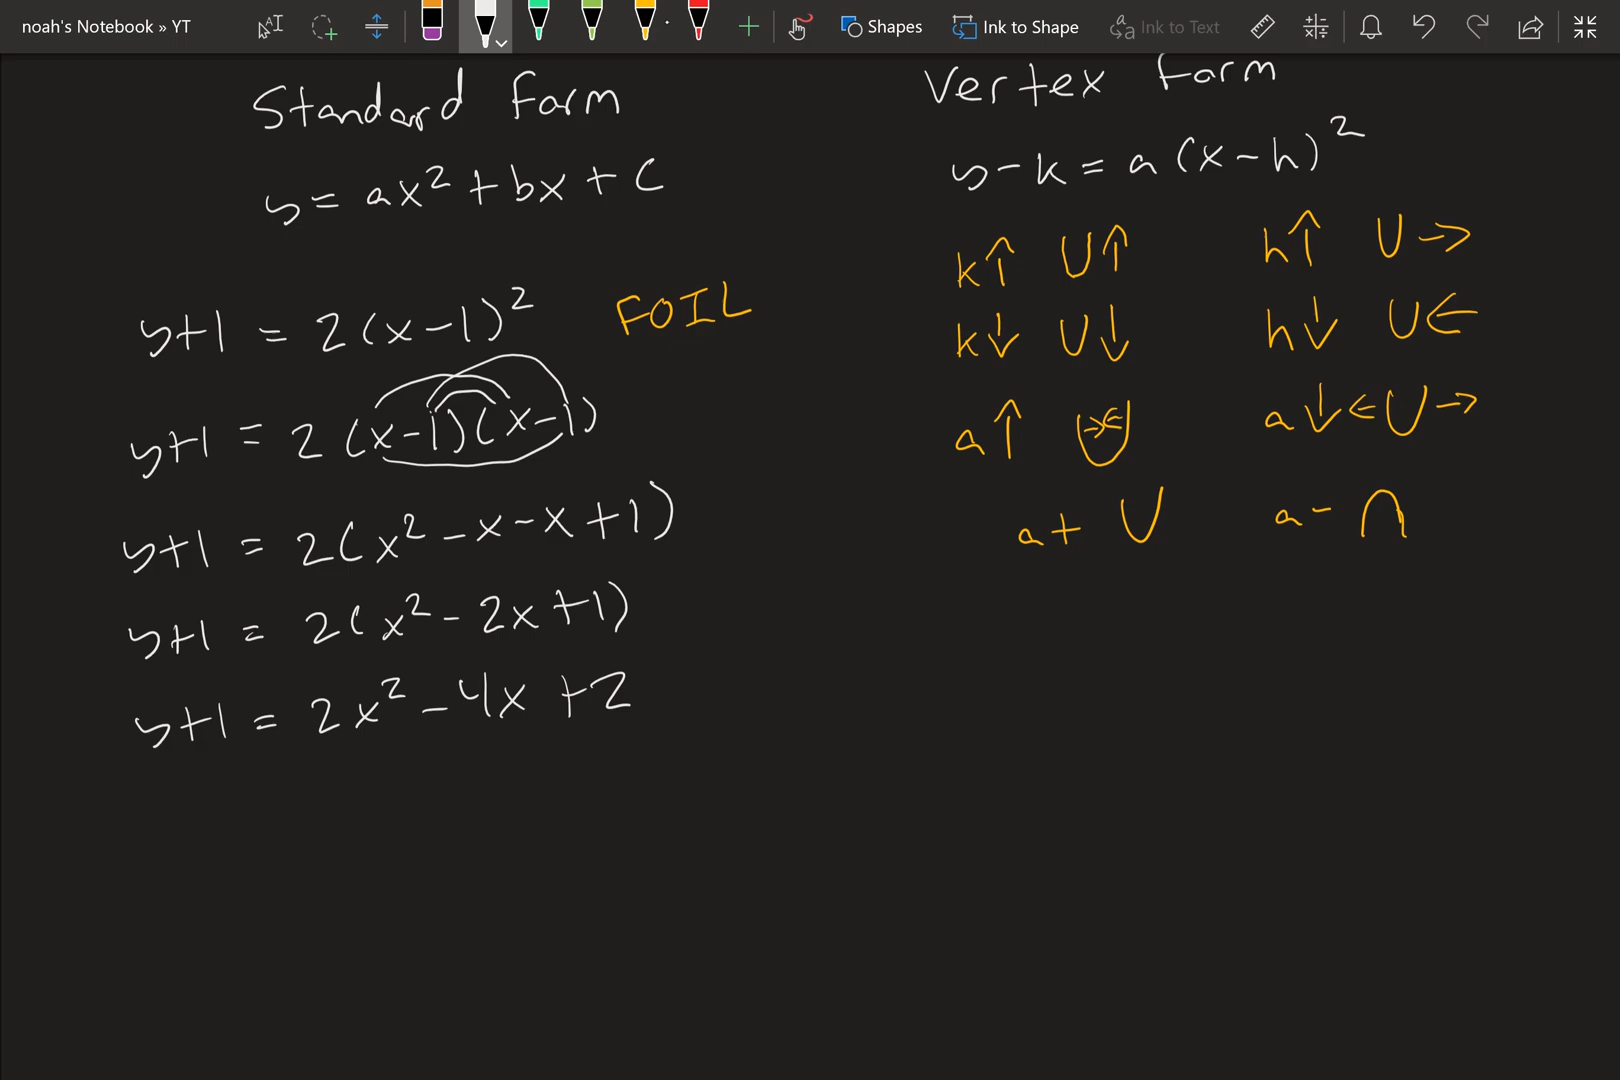 noah's Notebook » YT
Shapes
Ink to Shape
Ink to Text
Standard Form
y = ax² + bx + c
y+1 = 2(x-1)² FOIL
y+1 = 2(x-1)(x-1)
y+1 = 2(x² - x - x + 1)
y+1 = 2(x² - 2x + 1)
y+1 = 2x² - 4x + 2
Vertex Form
y - k = a(x-h)²
k↑ U↑ h↑ U→
k↓ U↓ h↓ U←
a↑ →U← a↓ ←U→
a+ U a- ∩